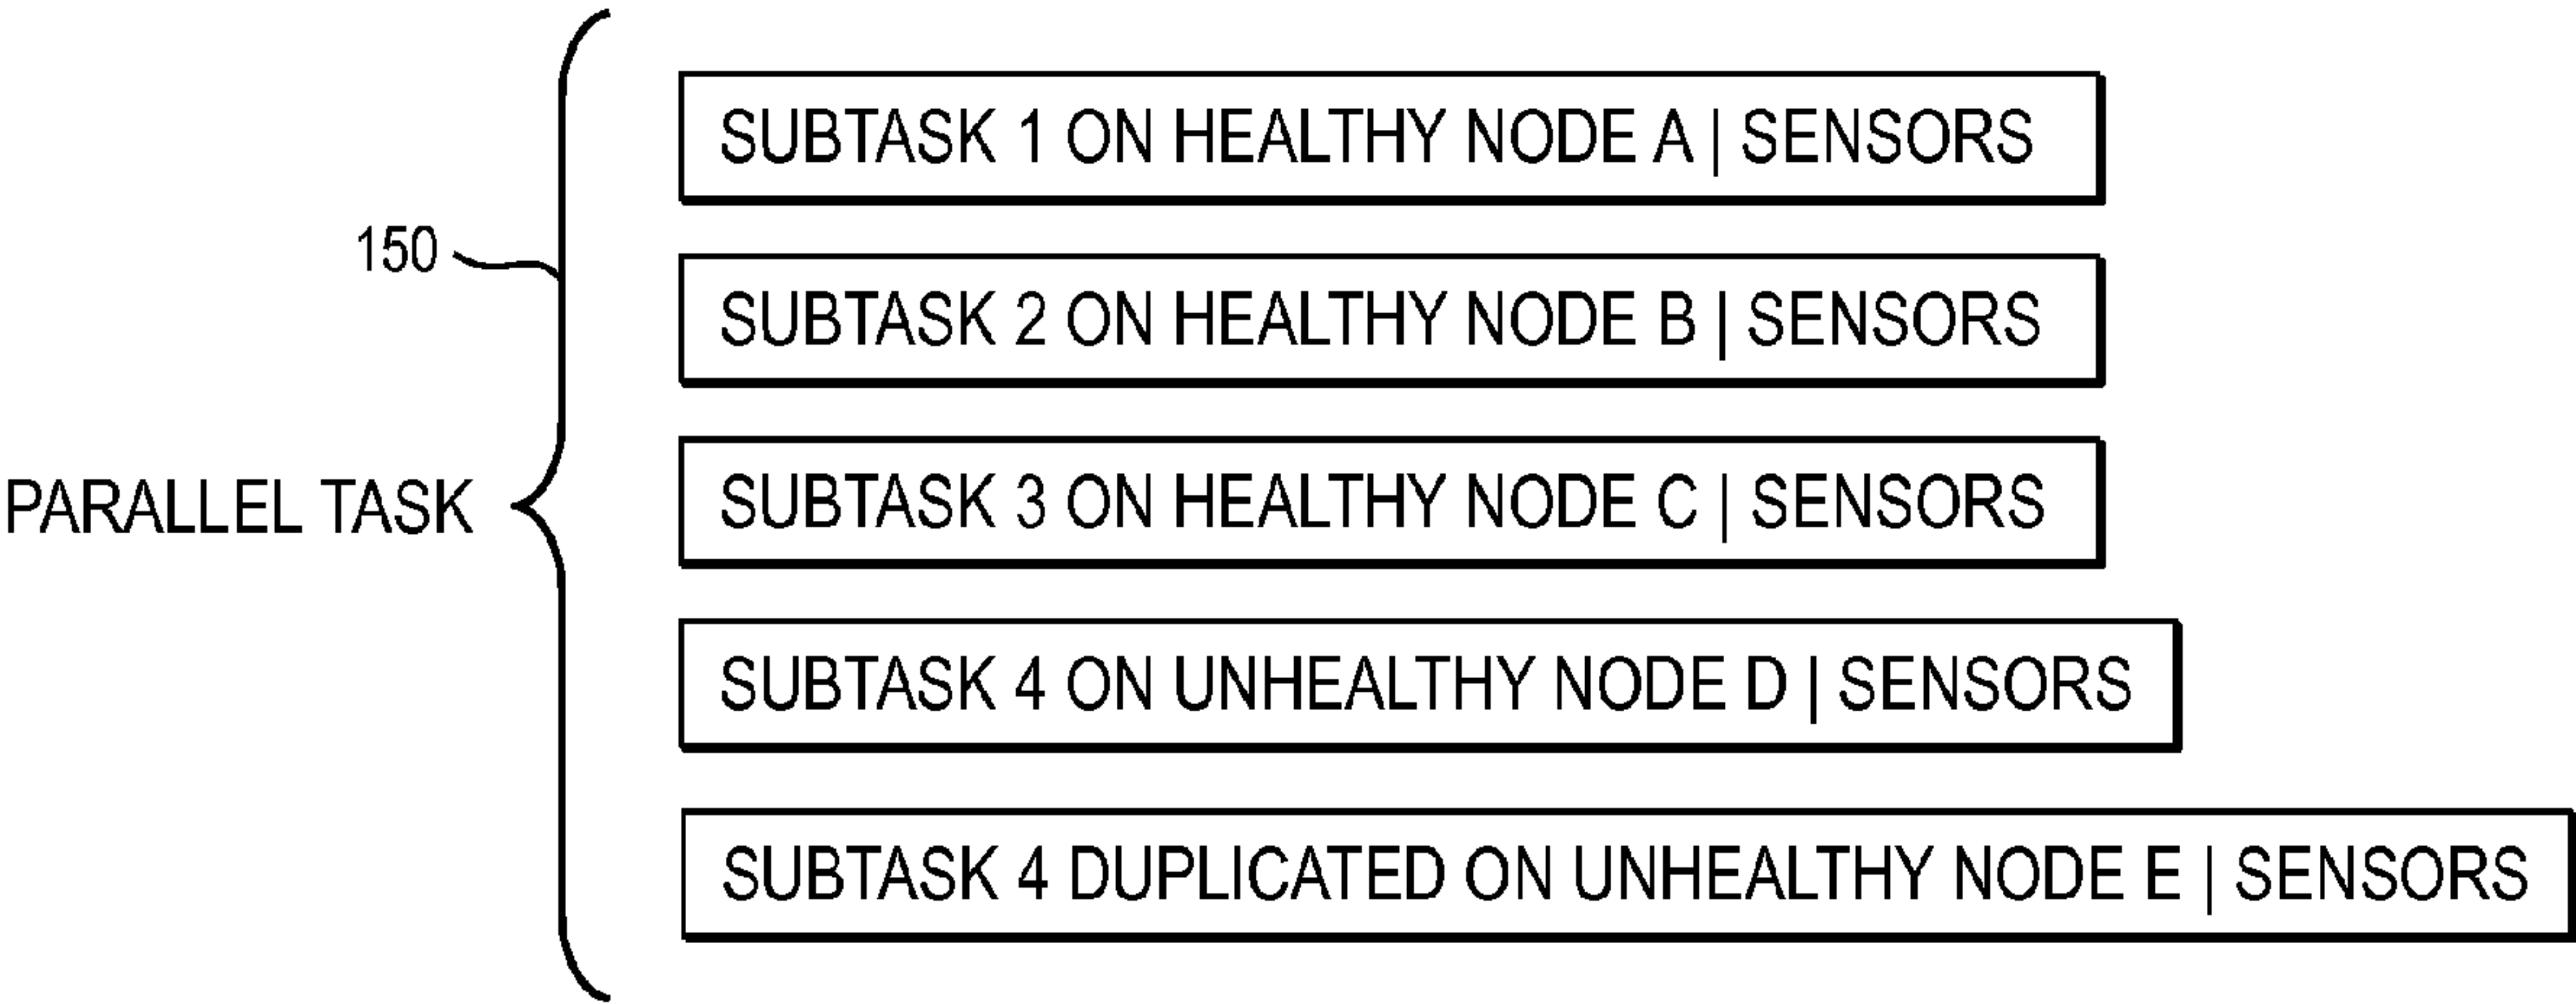 SUBTASK 1 ON HEALTHY NODE A | SENSORS
150
SUBTASK 2 ON HEALTHY NODE B | SENSORS
PARALLEL TASK
SUBTASK 3 ON HEALTHY NODE C | SENSORS
SUBTASK 4 ON UNHEALTHY NODE D | SENSORS
SUBTASK 4 DUPLICATED ON UNHEALTHY NODE E | SENSORS